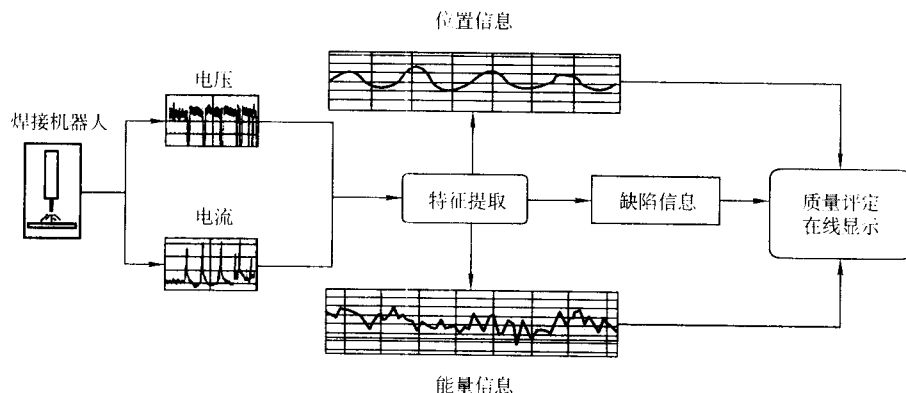 位置信息
电压
焊接机器人
特征提取
缺陷信息
质量评定
在线显示
电流
能量信息